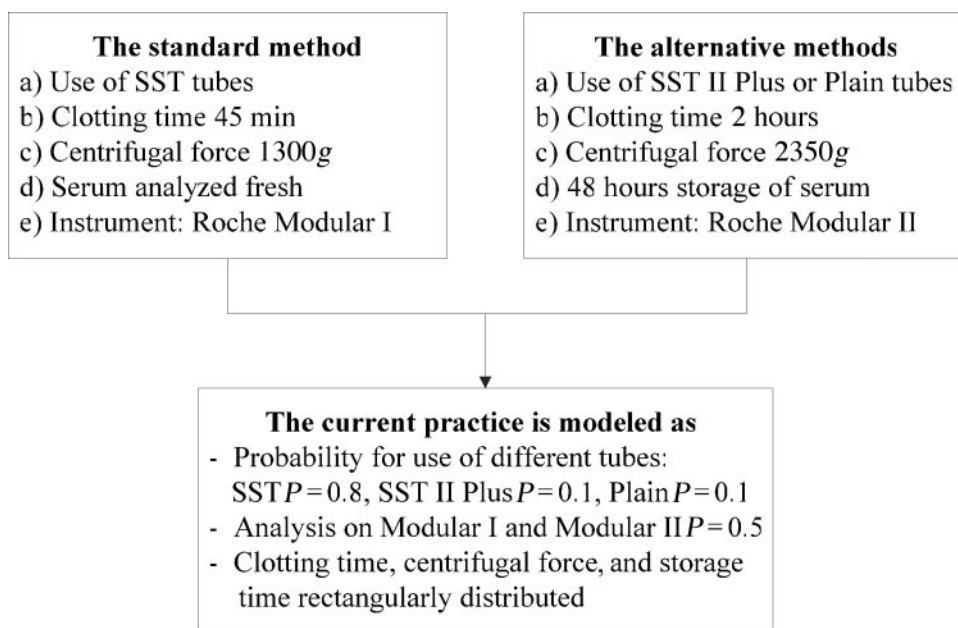 The standard method
a) Use of SST tubes
b) Clotting time 45 min
c) Centrifugal force 1300g
d) Serum analyzed fresh
e) Instrument: Roche Modular I
The alternative methods
a) Use of SST II Plus or Plain tubes
b) Clotting time 2 hours
c) Centrifugal force 2350g
d) 48 hours storage of serum
e) Instrument: Roche Modular II
The current practice is modeled as
- Probability for use of different tubes:
SST P = 0.8, SST II Plus P = 0.1, Plain P = 0.1
- Analysis on Modular I and Modular II P = 0.5
- Clotting time, centrifugal force, and storage
time rectangularly distributed